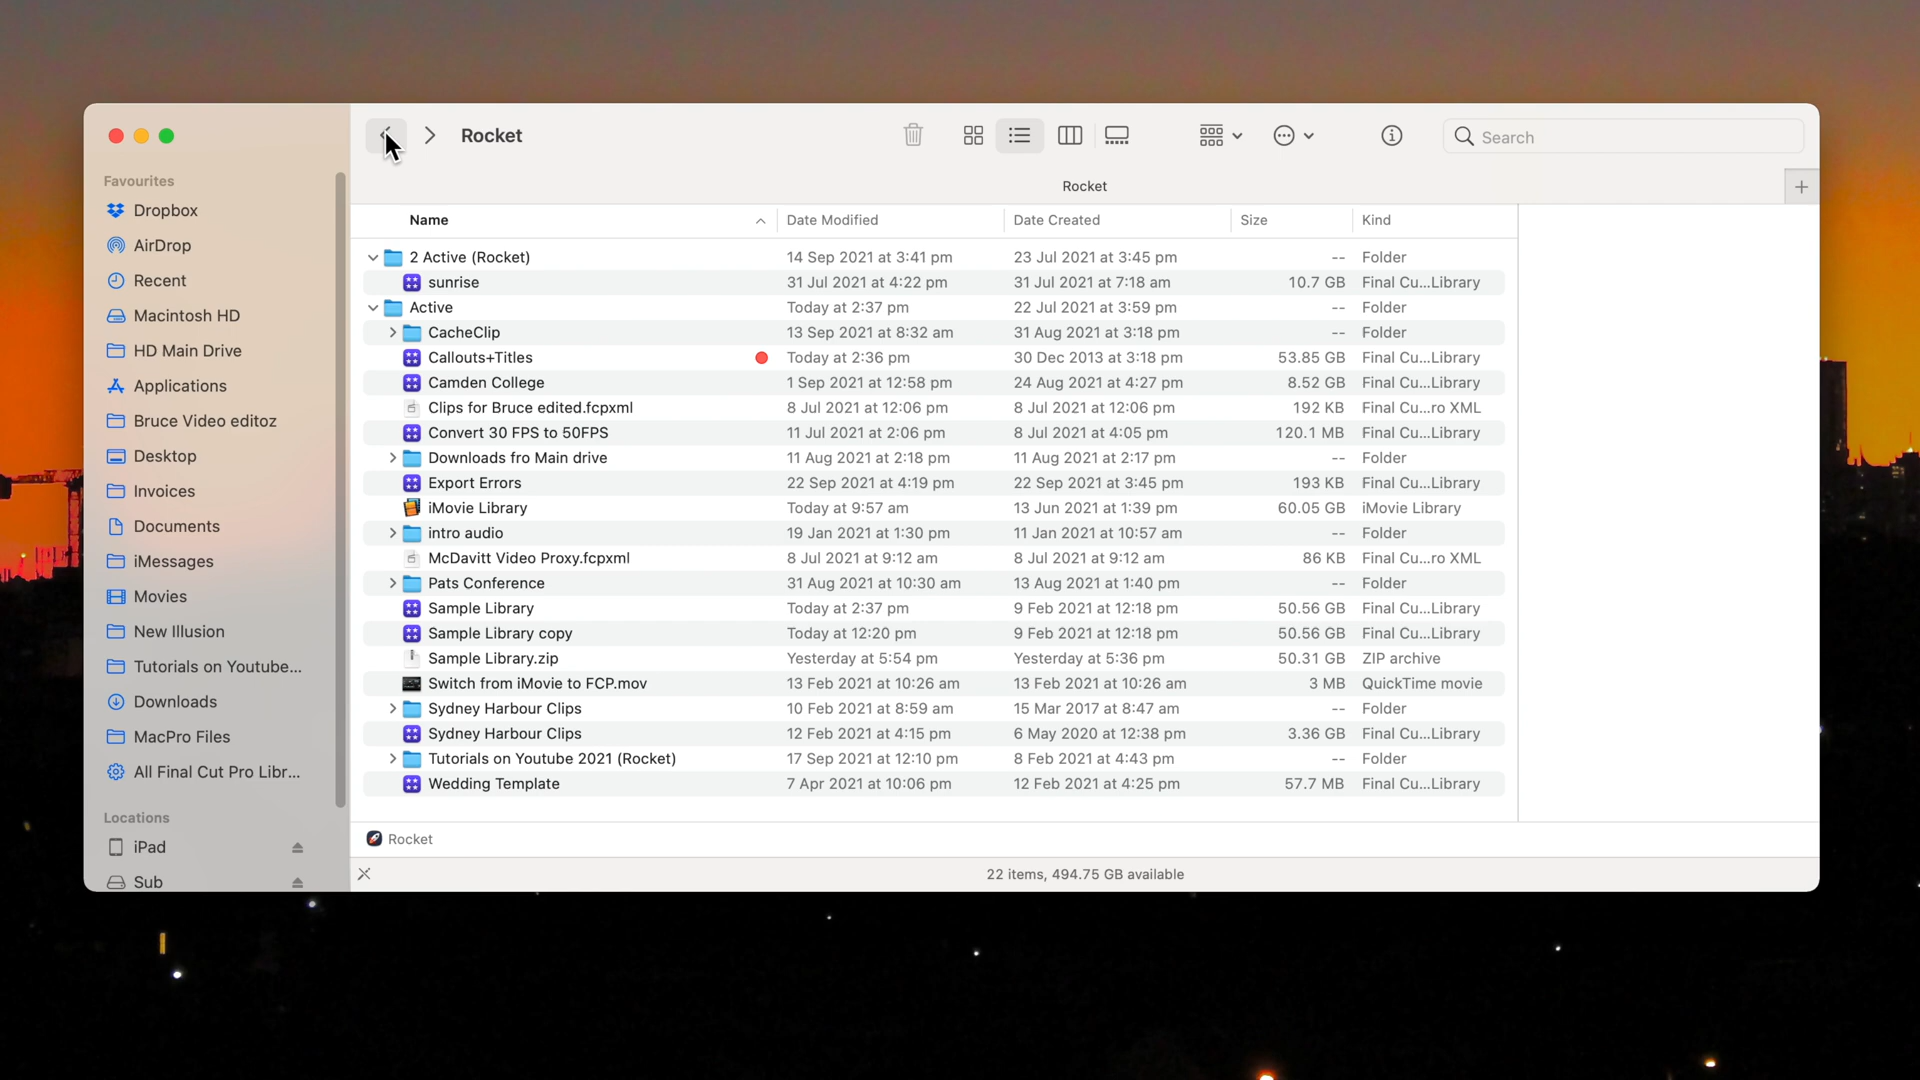 Rocket
Search
Rocket
Favourites
Dropbox
AirDrop
Recent
Macintosh HD
HD Main Drive
Applications
Bruce Video editoz
Desktop
Invoices
Documents
iMessages
Movies
New Illusion
Tutorials on Youtube...
Downloads
MacPro Files
All Final Cut Pro Libr...
Locations
iPad
Sub
Name Date Modified Date Created Size Kind
2 Active (Rocket) 14 Sep 2021 at 3:41 pm 23 Jul 2021 at 3:45 pm -- Folder
sunrise 31 Jul 2021 at 4:22 pm 31 Jul 2021 at 7:18 am 10.7 GB Final Cu...Library
Active Today at 2:37 pm 22 Jul 2021 at 3:59 pm -- Folder
CacheClip 13 Sep 2021 at 8:32 am 31 Aug 2021 at 3:18 pm -- Folder
Callouts+Titles Today at 2:36 pm 30 Dec 2013 at 3:18 pm 53.85 GB Final Cu...Library
Camden College 1 Sep 2021 at 12:58 pm 24 Aug 2021 at 4:27 pm 8.52 GB Final Cu...Library
Clips for Bruce edited.fcpxml 8 Jul 2021 at 12:06 pm 8 Jul 2021 at 12:06 pm 192 KB Final Cu...ro XML
Convert 30 FPS to 50FPS 11 Jul 2021 at 2:06 pm 8 Jul 2021 at 4:05 pm 120.1 MB Final Cu...Library
Downloads fro Main drive 11 Aug 2021 at 2:18 pm 11 Aug 2021 at 2:17 pm -- Folder
Export Errors 22 Sep 2021 at 4:19 pm 22 Sep 2021 at 3:45 pm 193 KB Final Cu...Library
iMovie Library Today at 9:57 am 13 Jun 2021 at 1:39 pm 60.05 GB iMovie Library
intro audio 19 Jan 2021 at 1:30 pm 11 Jan 2021 at 10:57 am -- Folder
McDavitt Video Proxy.fcpxml 8 Jul 2021 at 9:12 am 8 Jul 2021 at 9:12 am 86 KB Final Cu...ro XML
Pats Conference 31 Aug 2021 at 10:30 am 13 Aug 2021 at 1:40 pm -- Folder
Sample Library Today at 2:37 pm 9 Feb 2021 at 12:18 pm 50.56 GB Final Cu...Library
Sample Library copy Today at 12:20 pm 9 Feb 2021 at 12:18 pm 50.56 GB Final Cu...Library
Sample Library.zip Yesterday at 5:54 pm Yesterday at 5:36 pm 50.31 GB ZIP archive
Switch from iMovie to FCP.mov 13 Feb 2021 at 10:26 am 13 Feb 2021 at 10:26 am 3 MB QuickTime movie
Sydney Harbour Clips 10 Feb 2021 at 8:59 am 15 Mar 2017 at 8:47 am -- Folder
Sydney Harbour Clips 12 Feb 2021 at 4:15 pm 6 May 2020 at 12:38 pm 3.36 GB Final Cu...Library
Tutorials on Youtube 2021 (Rocket) 17 Sep 2021 at 12:10 pm 8 Feb 2021 at 4:43 pm -- Folder
Wedding Template 7 Apr 2021 at 10:06 pm 12 Feb 2021 at 4:25 pm 57.7 MB Final Cu...Library
Rocket
22 items, 494.75 GB available